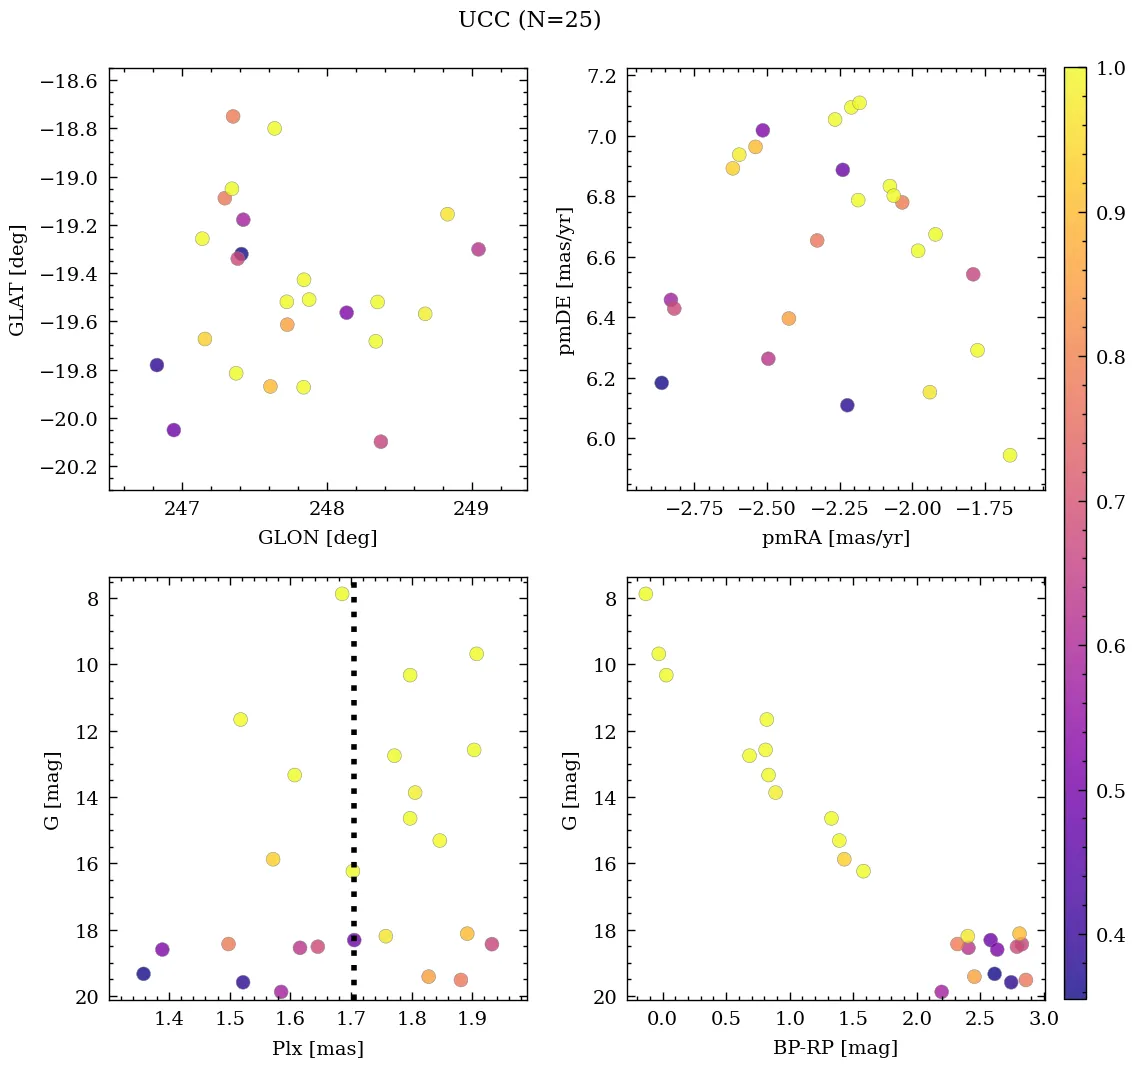 UCC (N=25)
−18.6
−18.8
−19.0
−19.2
−19.4
−19.6
−19.8
−20.0
−20.2
GLAT [deg]
247 248 249
GLON [deg]
7.2
7.0
6.8
6.6
6.4
6.2
6.0
pmDE [mas/yr]
−2.75 −2.50 −2.25 −2.00 −1.75
pmRA [mas/yr]
8
10
12
14
16
18
20
G [mag]
1.4 1.5 1.6 1.7 1.8 1.9
Plx [mas]
8
10
12
14
16
18
20
G [mag]
0.0 0.5 1.0 1.5 2.0 2.5 3.0
BP-RP [mag]
1.0
0.9
0.8
0.7
0.6
0.5
0.4